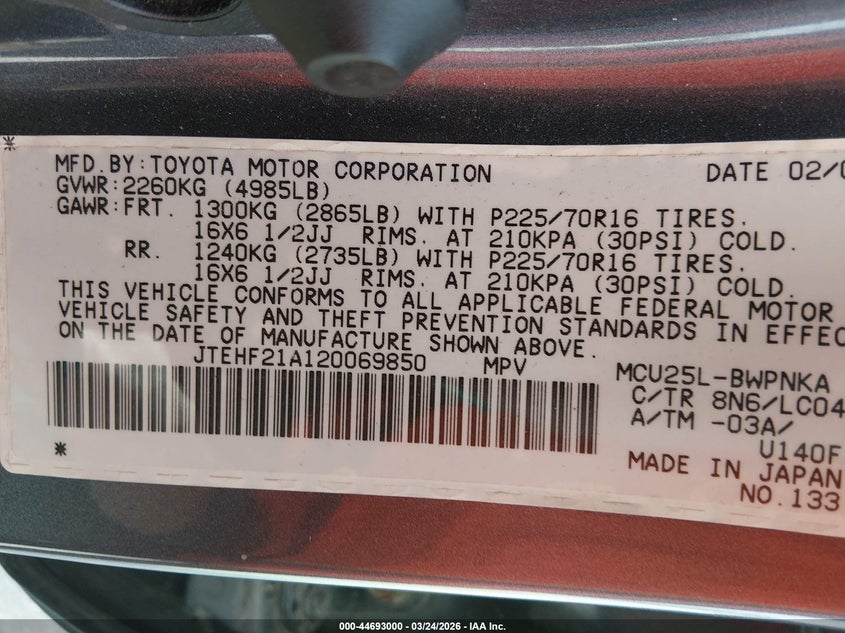 MFD.BY:TOYOTA MOTOR CORPORATION DATE 02/0
GVWR:2260KG (4985LB)
GAWR:FRT. 1300KG (2865LB) WITH P225/70R16 TIRES.
16X6 1/2JJ RIMS. AT 210KPA (30PSI) COLD.
RR. 1240KG (2735LB) WITH P225/70R16 TIRES.
16X6 1/2JJ RIMS. AT 210KPA (30PSI) COLD.
THIS VEHICLE CONFORMS TO ALL APPLICABLE FEDERAL MOTOR
VEHICLE SAFETY AND THEFT PREVENTION STANDARDS IN EFFEC
ON THE DATE OF MANUFACTURE SHOWN ABOVE.
JTEHF21A120069850 MPV MCU25L-BWPNKA
C/TR 8N6/LC04
A/TM -03A/
U140F
MADE IN JAPAN
NO.133
000-44693000 - 03/24/2026 - IAA Inc.